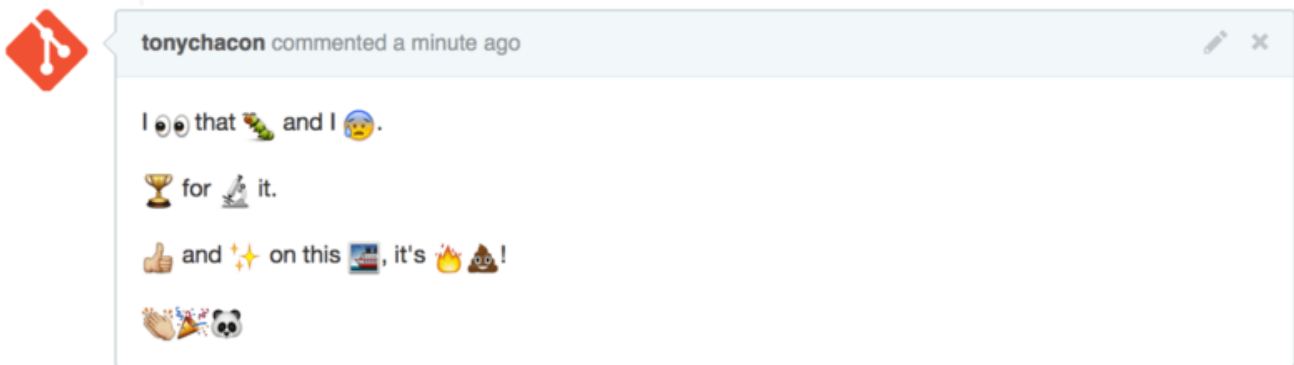 tonychacon commented a minute ago
I 👀 that 🐛 and I 😰.
🏆 for 🔬 it.
👍 and ✨ on this 🚢, it's 🔥💩!
👏🎉🐼